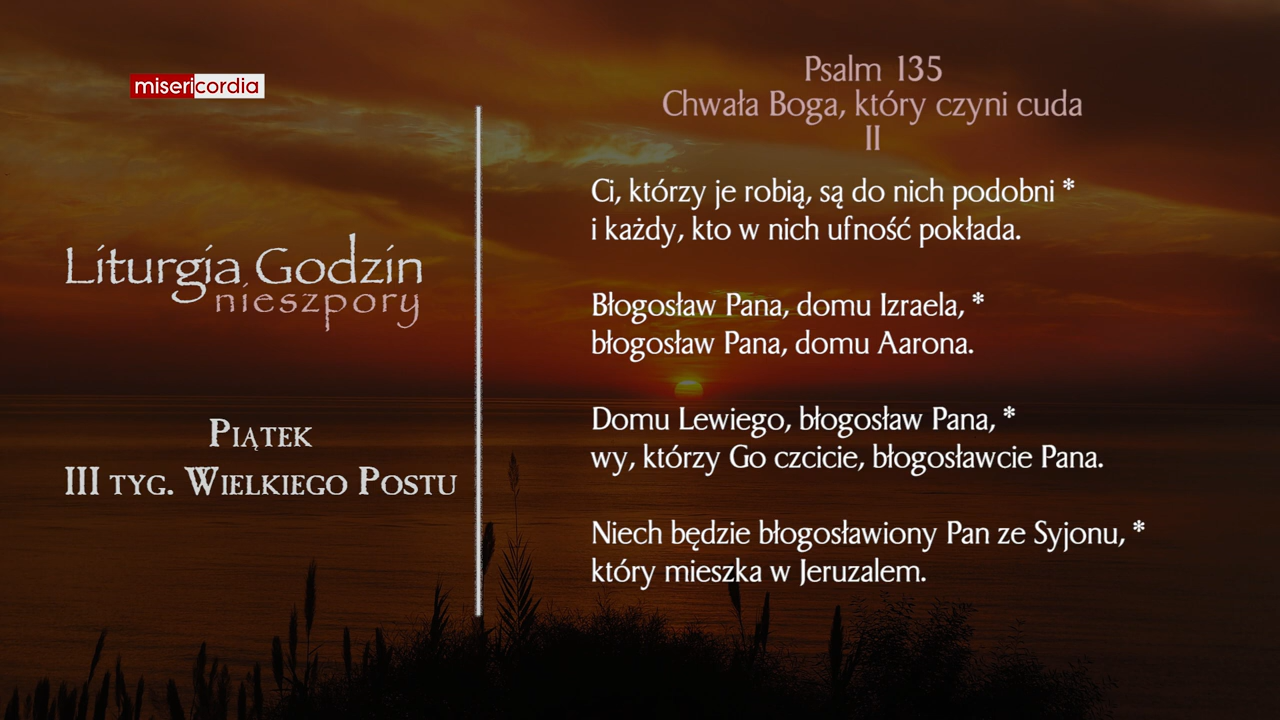 misericordia
Liturgia Godzin
nieszpory
Piątek
III tyg. Wielkiego Postu
Psalm 135
Chwała Boga, który czyni cuda
II
Ci, którzy je robią, są do nich podobni *
i każdy, kto w nich ufność pokłada.
Błogosław Pana, domu Izraela, *
błogosław Pana, domu Aarona.
Domu Lewiego, błogosław Pana, *
wy, którzy Go czcicie, błogosławcie Pana.
Niech będzie błogosławiony Pan ze Syjonu, *
który mieszka w Jeruzalem.